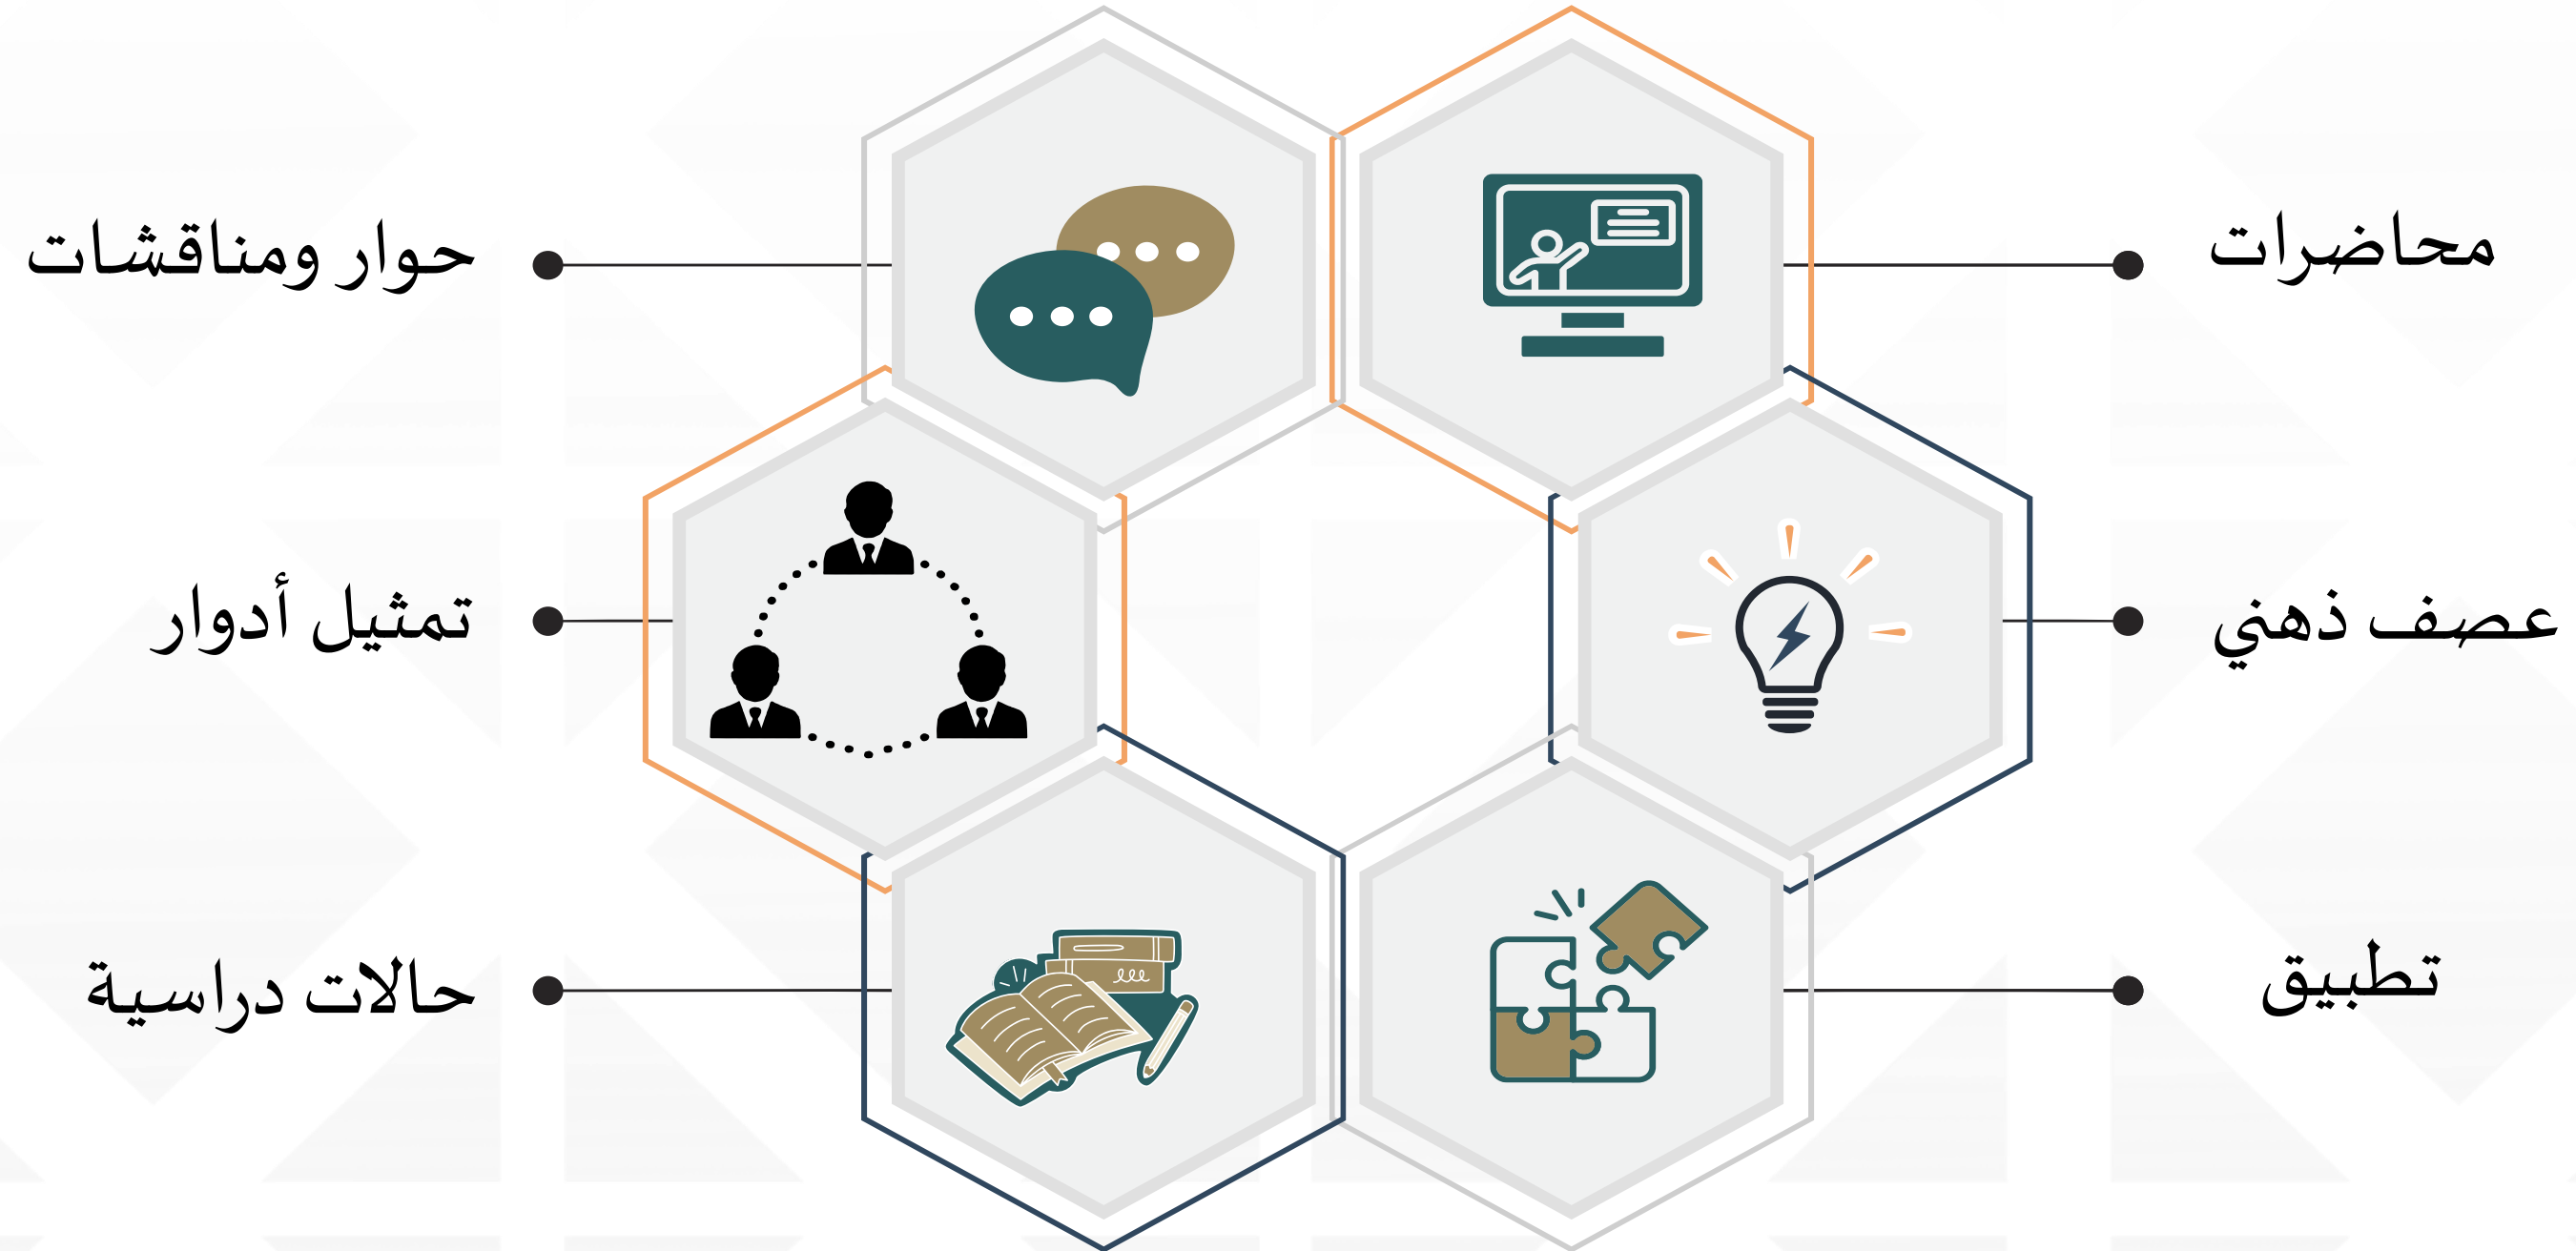 محاضرات
حوار ومناقشات
عصف ذهني
تمثيل أدوار
تطبيق
حالات دراسية